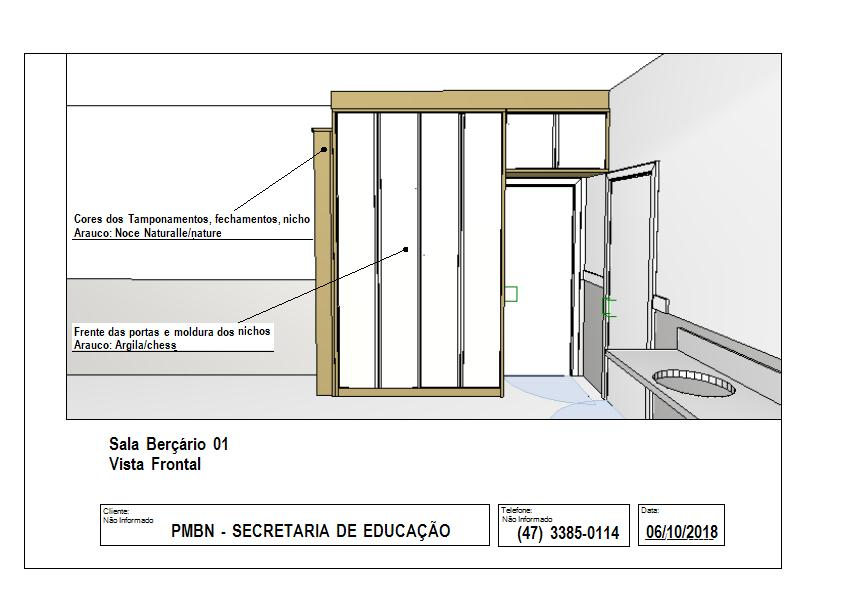 Cores dos Tamponamentos, fechamentos, nicho
Arauco: Noce Naturalle/nature
Frente das portas e moldura dos nichos
Arauco: Argila/chess
Sala Berçário 01
Vista Frontal
Cliente:
Não Informado
PMBN - SECRETARIA DE EDUCAÇÃO
Telefone:
Não Informado
(47) 3385-0114
Data:
06/10/2018